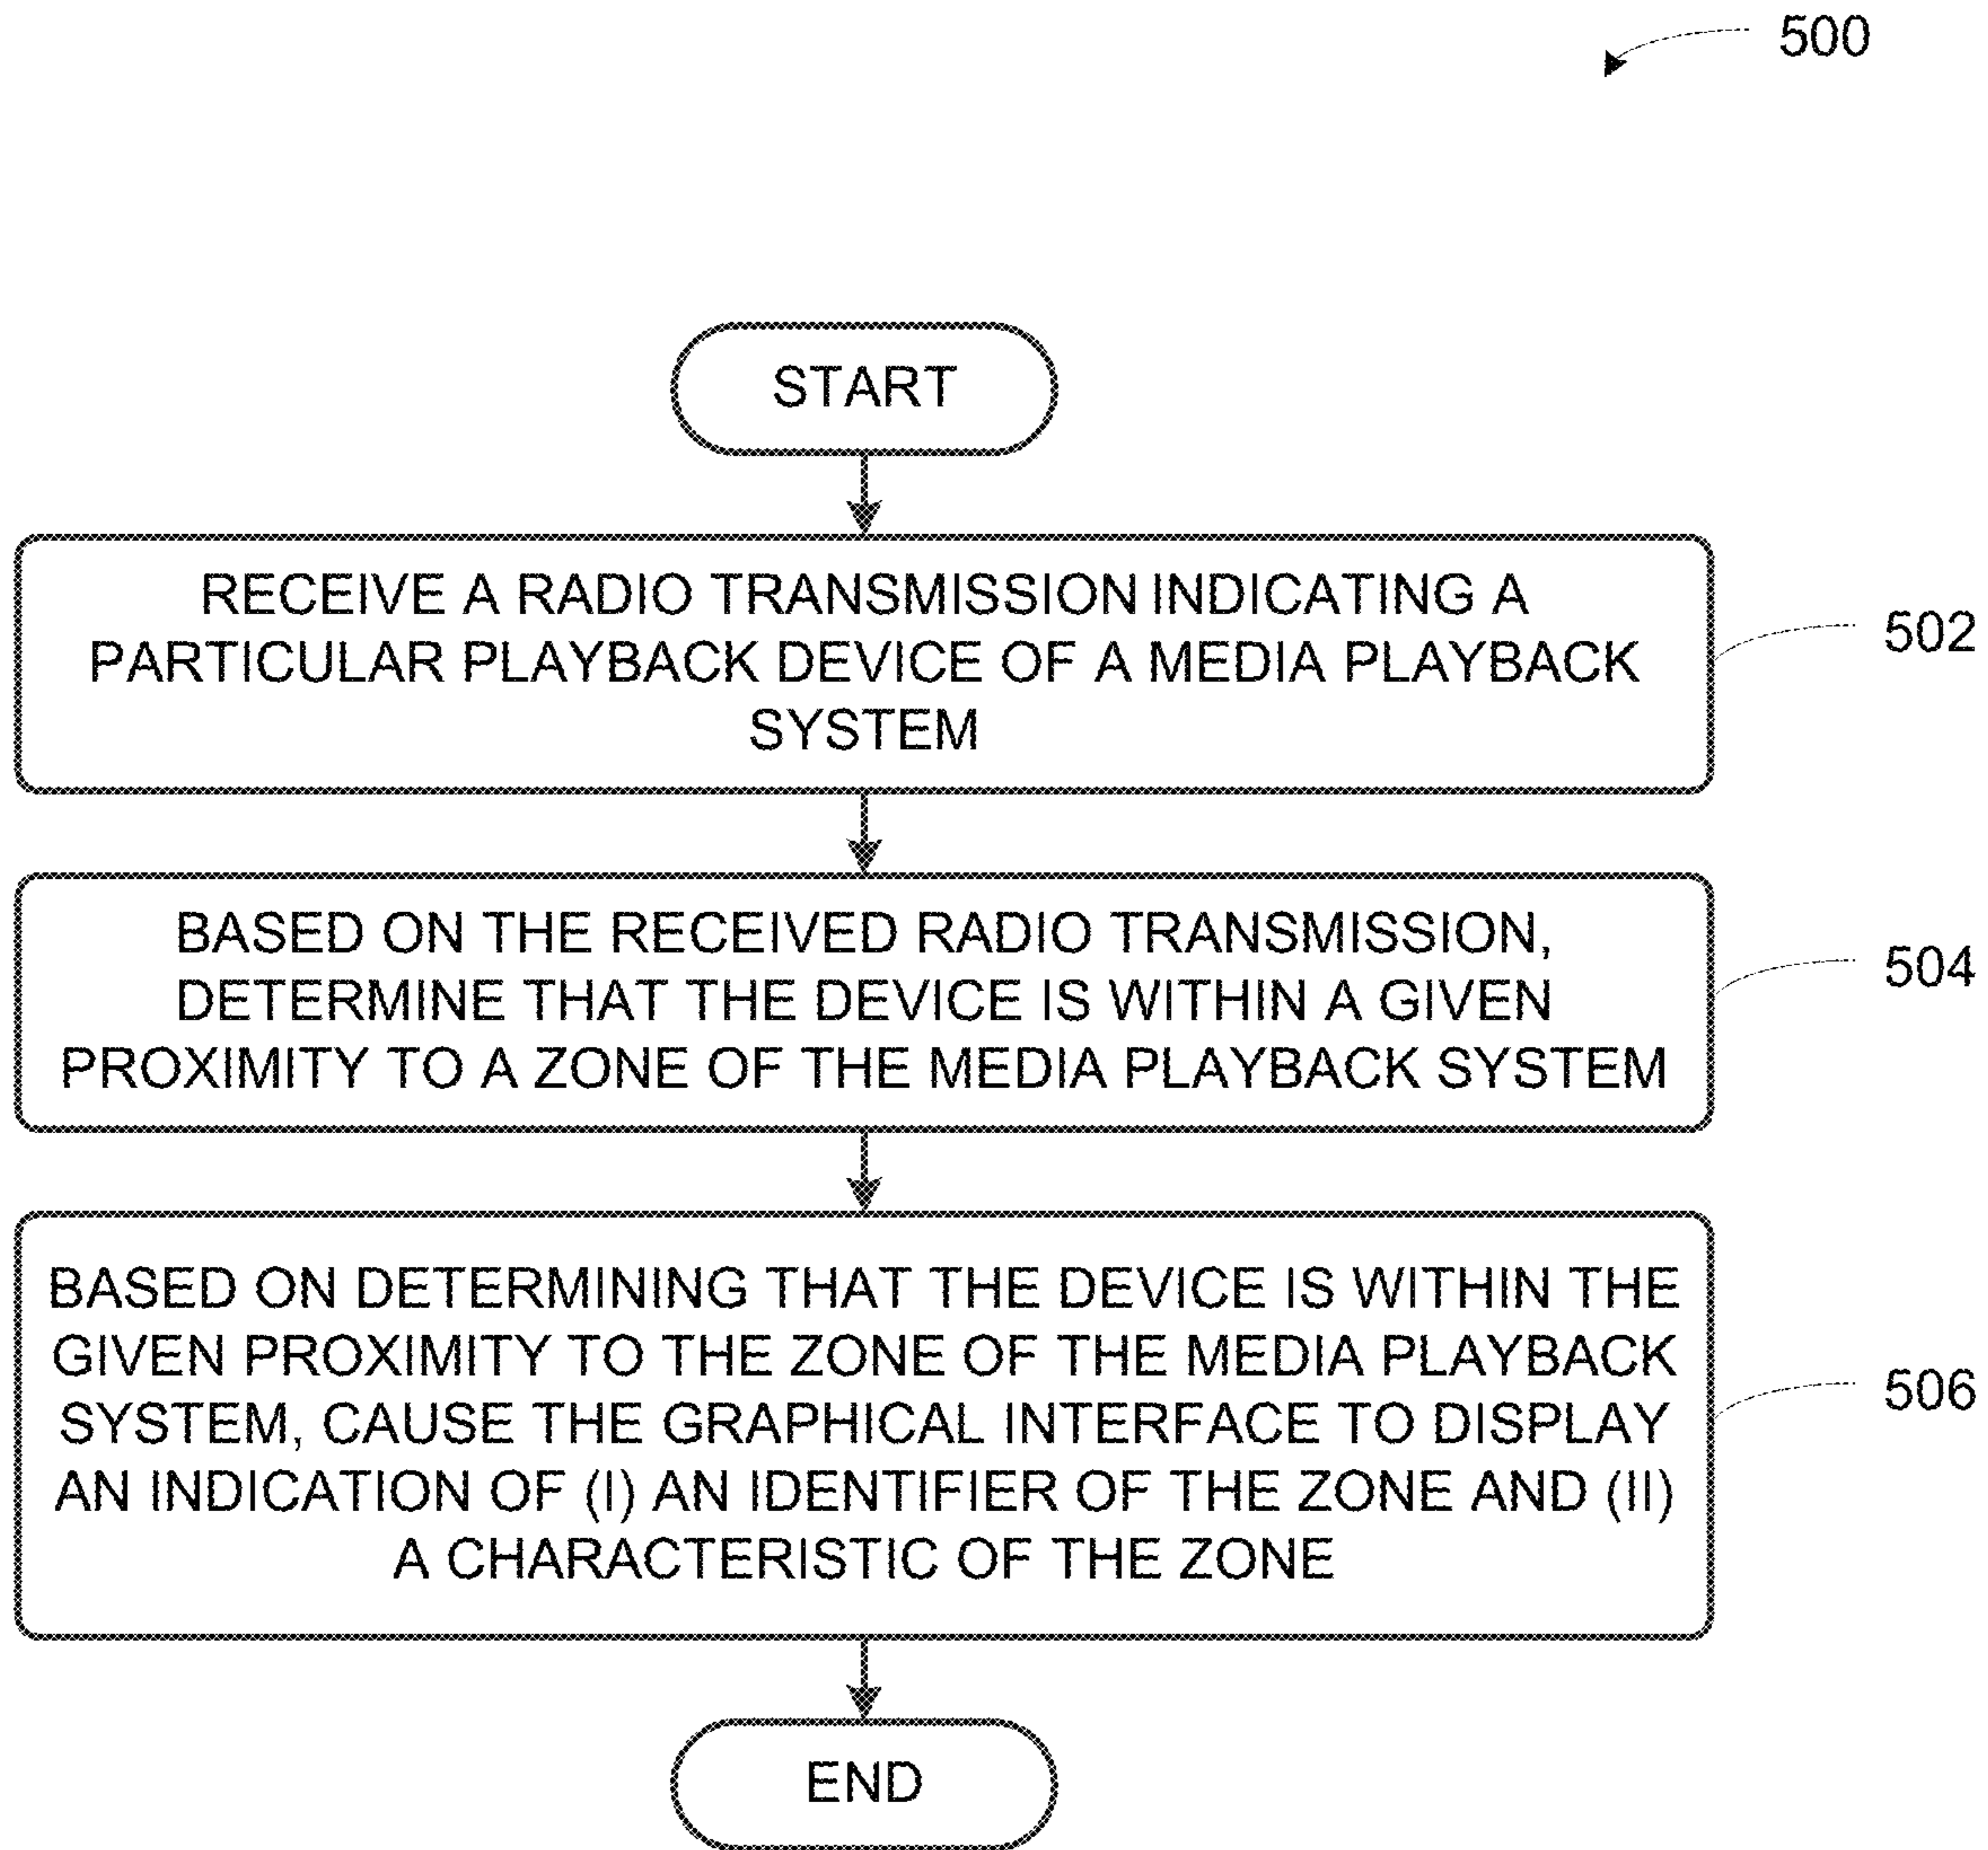 500
START
RECEIVE A RADIO TRANSMISSION INDICATING A
PARTICULAR PLAYBACK DEVICE OF A MEDIA PLAYBACK
SYSTEM
502
BASED ON THE RECEIVED RADIO TRANSMISSION,
DETERMINE THAT THE DEVICE IS WITHIN A GIVEN
PROXIMITY TO A ZONE OF THE MEDIA PLAYBACK SYSTEM
504
BASED ON DETERMINING THAT THE DEVICE IS WITHIN THE
GIVEN PROXIMITY TO THE ZONE OF THE MEDIA PLAYBACK
SYSTEM, CAUSE THE GRAPHICAL INTERFACE TO DISPLAY
AN INDICATION OF (I) AN IDENTIFIER OF THE ZONE AND (II)
A CHARACTERISTIC OF THE ZONE
506
END